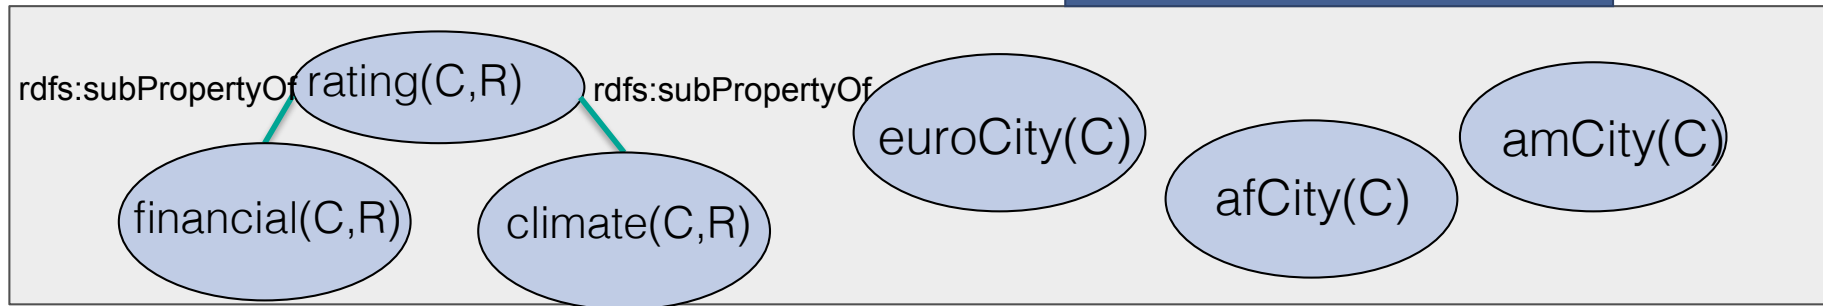 rdfs:subPropertyOf
rating(C,R)
rdfs:subPropertyOf
financial(C,R)
climate(C,R)
euroCity(C)
afCity(C)
amCity(C)